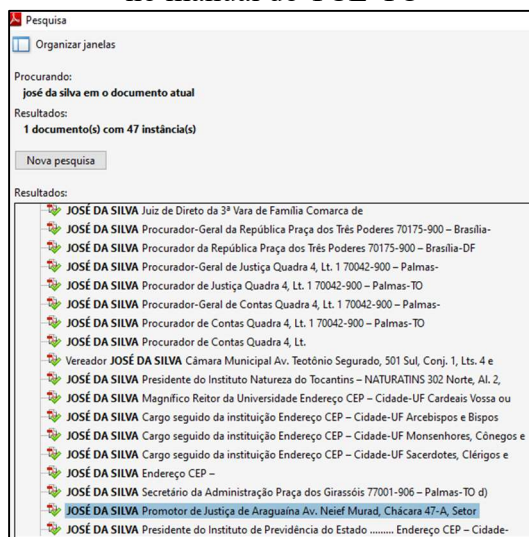 no manual do TCE-TO
Pesquisa
Organizar janelas
Procurando:
josé da silva em o documento atual
Resultados:
1 documento(s) com 47 instância(s)
Nova pesquisa
Resultados:
JOSÉ DA SILVA Juiz de Direto da 3ª Vara de Família Comarca de
JOSÉ DA SILVA Procurador-Geral da República Praça dos Três Poderes 70175-900 – Brasília-
JOSÉ DA SILVA Procurador da República Praça dos Três Poderes 70175-900 – Brasília-DF
JOSÉ DA SILVA Procurador-Geral de Justiça Quadra 4, Lt. 1 70042-900 – Palmas-
JOSÉ DA SILVA Procurador de Justiça Quadra 4, Lt. 1 70042-900 – Palmas-TO
JOSÉ DA SILVA Procurador-Geral de Contas Quadra 4, Lt. 1 70042-900 – Palmas-
JOSÉ DA SILVA Procurador de Contas Quadra 4, Lt. 1 70042-900 – Palmas-TO
JOSÉ DA SILVA Procurador de Contas Quadra 4, Lt.
Vereador JOSÉ DA SILVA Câmara Municipal Av. Teotônio Segurado, 501 Sul, Conj. 1, Lts. 4 e
JOSÉ DA SILVA Presidente do Instituto Natureza do Tocantins – NATURATINS 302 Norte, Al. 2,
JOSÉ DA SILVA Magnífico Reitor da Universidade Endereço CEP – Cidade-UF Cardeais Vossa ou
JOSÉ DA SILVA Cargo seguido da instituição Endereço CEP – Cidade-UF Arcebispos e Bispos
JOSÉ DA SILVA Cargo seguido da instituição Endereço CEP – Cidade-UF Monsenhores, Cônegos e
JOSÉ DA SILVA Cargo seguido da instituição Endereço CEP – Cidade-UF Sacerdotes, Clérigos e
JOSÉ DA SILVA Endereço CEP –
JOSÉ DA SILVA Secretário da Administração Praça dos Girassóis 77001-906 – Palmas-TO d)
JOSÉ DA SILVA Promotor de Justiça de Araguaína Av. Neief Murad, Chácara 47-A, Setor
JOSÉ DA SILVA Presidente do Instituto de Previdência do Estado ......... Endereço CEP – Cidade-